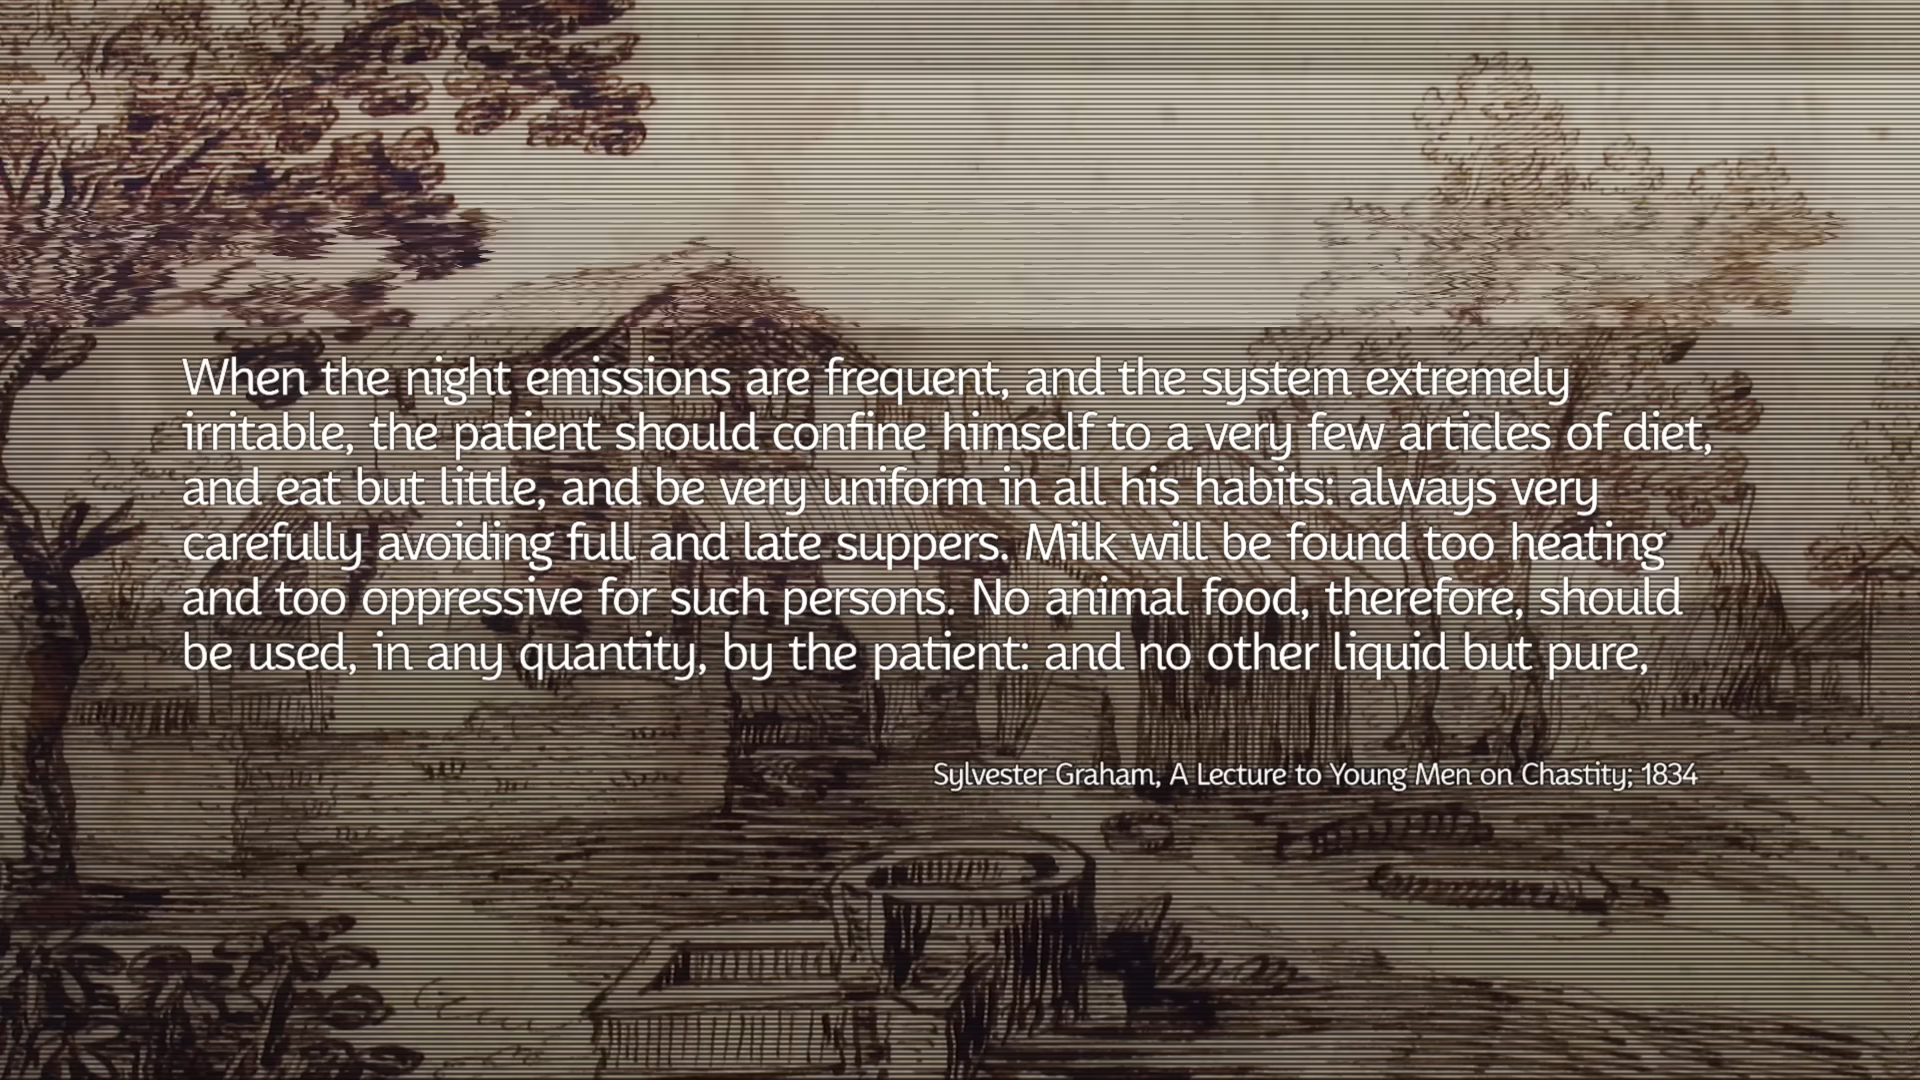 When the night emissions are frequent, and the system extremely
irritable, the patient should confine himself to a very few articles of diet,
and eat but little, and be very uniform in all his habits: always very
carefully avoiding full and late suppers. Milk will be found too heating
and too oppressive for such persons. No animal food, therefore, should
be used, in any quantity, by the patient: and no other liquid but pure,
Sylvester Graham, A Lecture to Young Men on Chastity; 1834